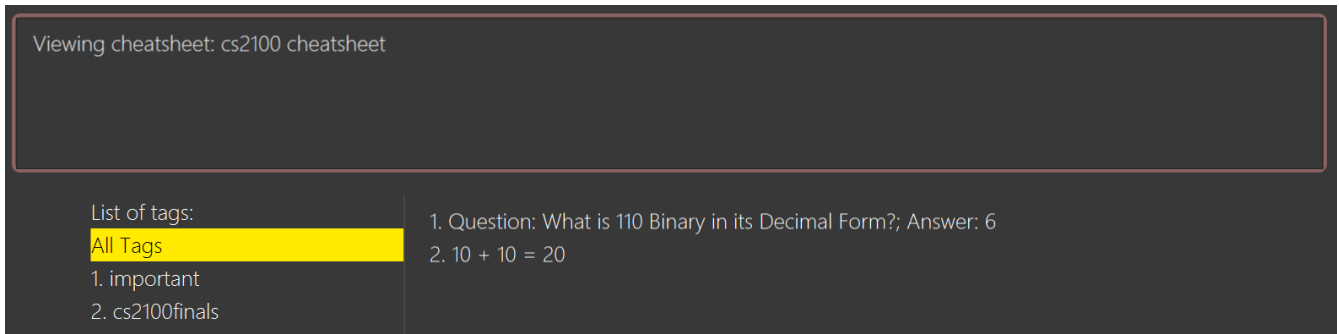 Viewing cheatsheet: cs2100 cheatsheet
List of tags:
All Tags
1. important
2. cs2100finals
1. Question: What is 110 Binary in its Decimal Form?; Answer: 6
2. 10 + 10 = 20